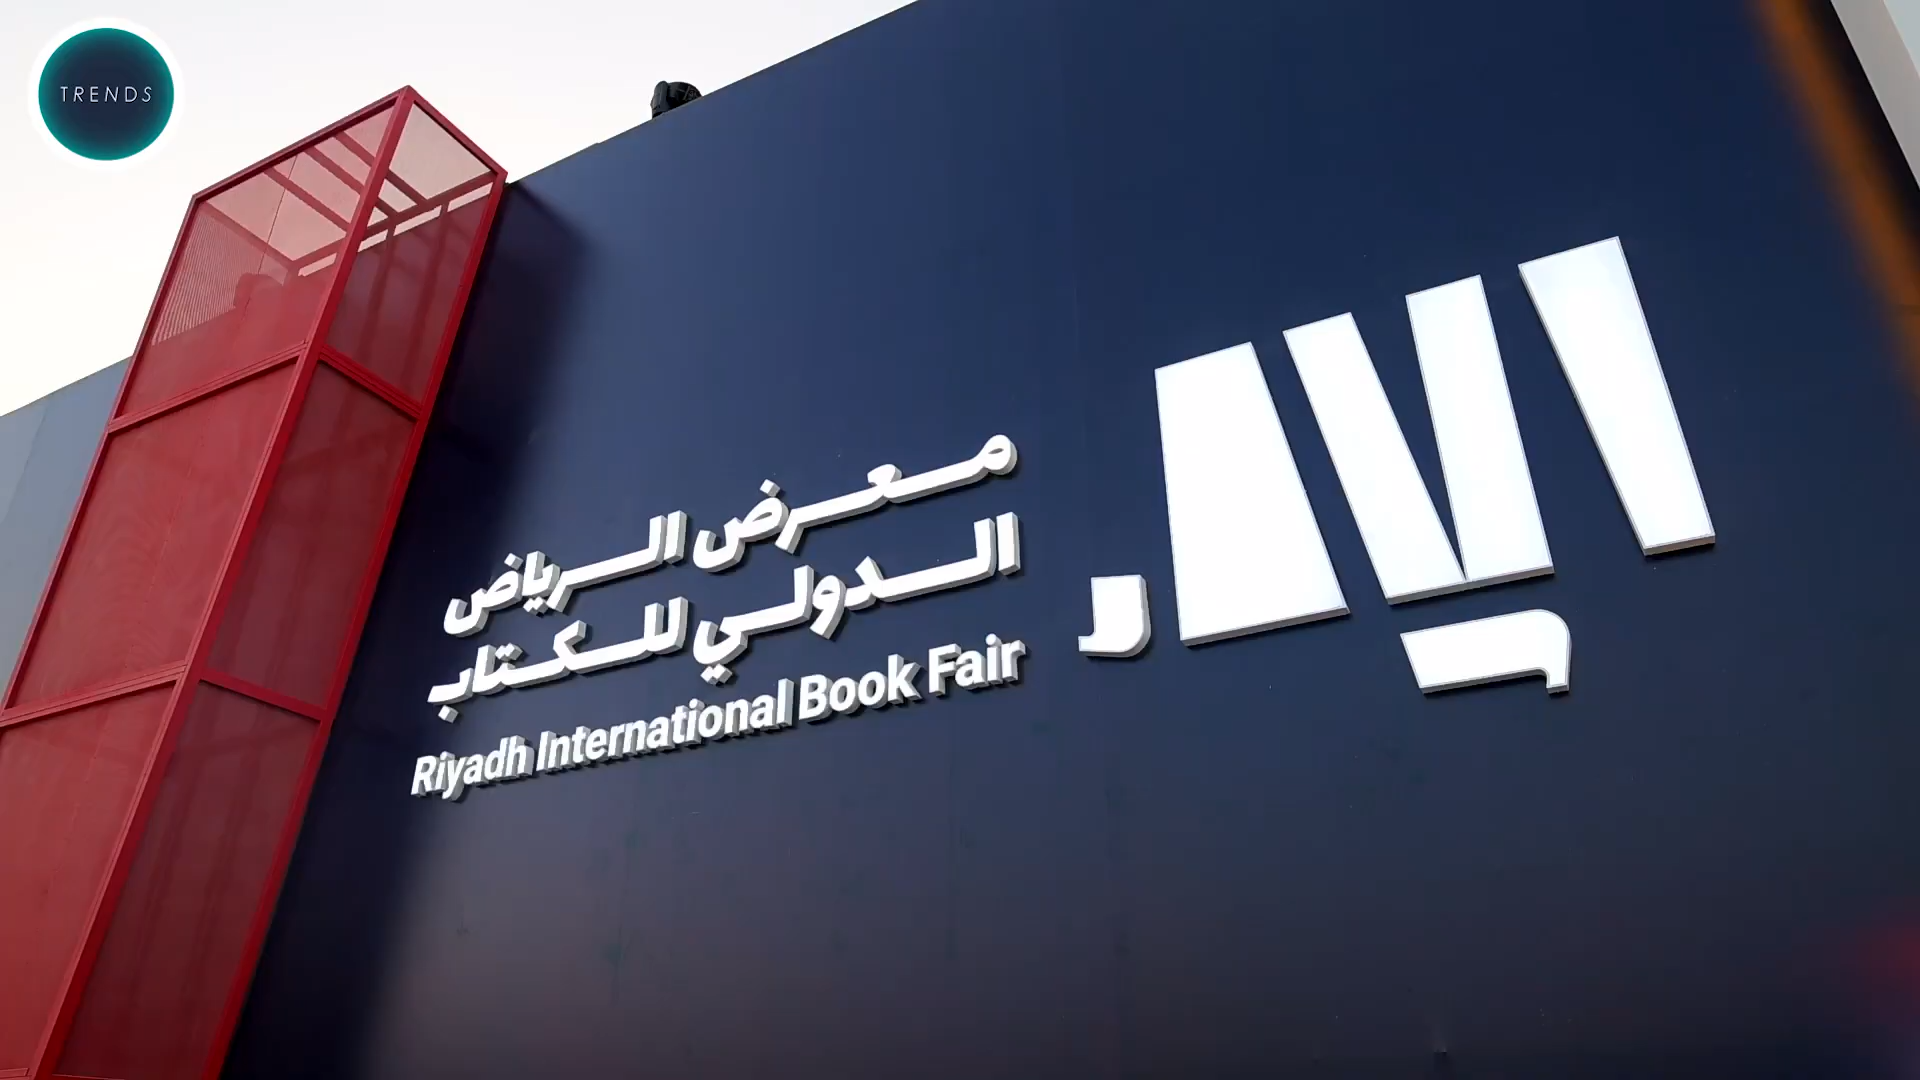 TRENDS
معرض الرياض
الدولي للكتاب
Riyadh International Book Fair